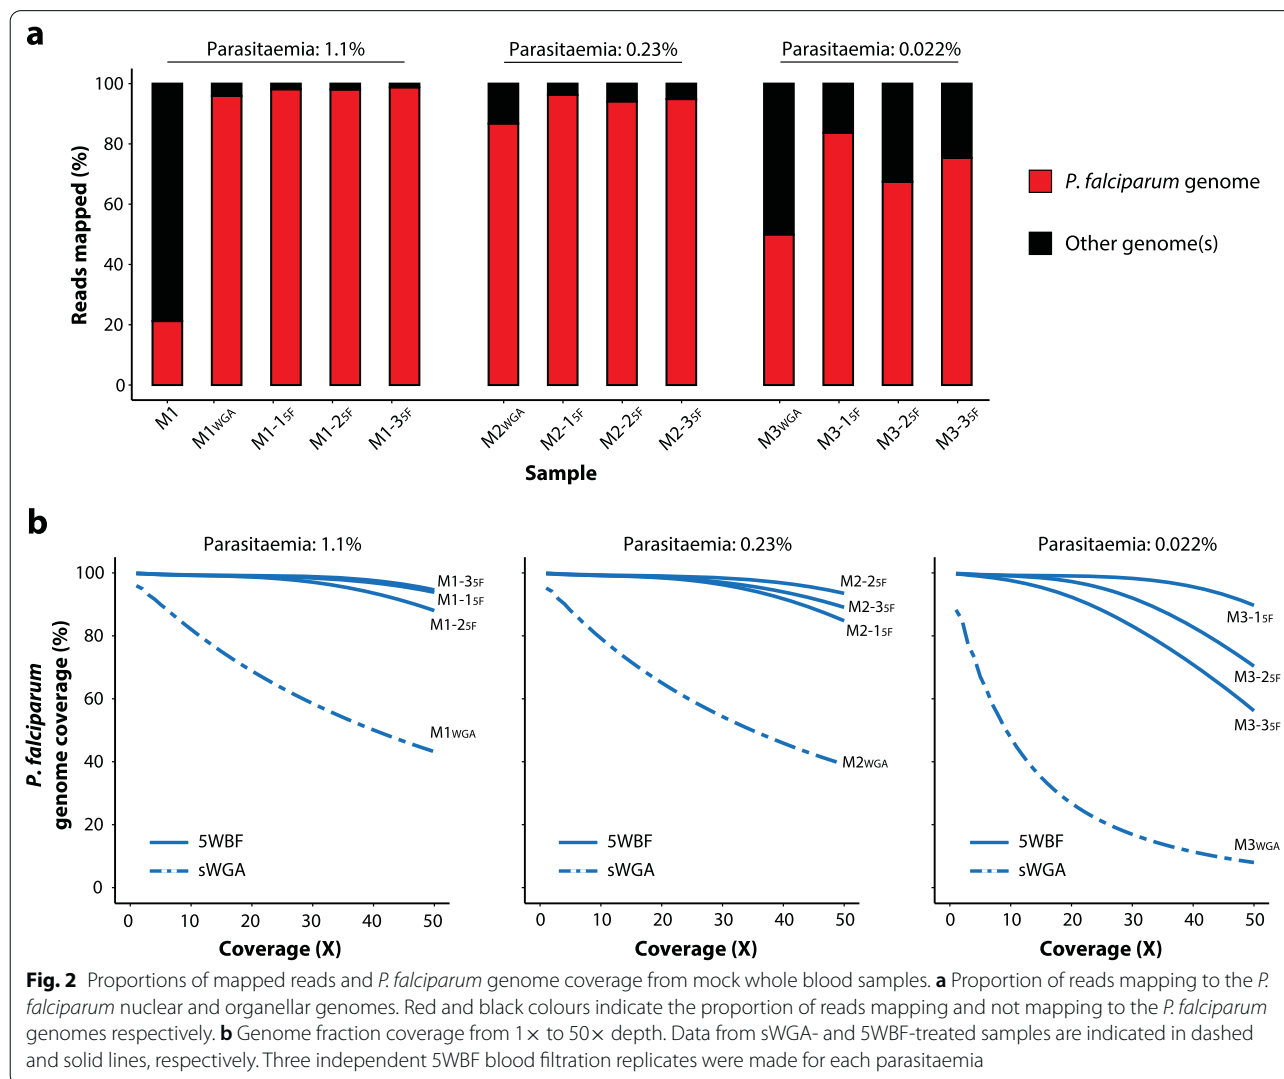 a
Parasitaemia: 1.1%
Parasitaemia: 0.23%
Parasitaemia: 0.022%
Reads mapped (%)
100
80
60
40
20
0
M1
M1WGA
M1-15F
M1-25F
M1-35F
M2WGA
M2-15F
M2-25F
M2-35F
M3WGA
M3-15F
M3-25F
M3-35F
Sample
P. falciparum genome
Other genome(s)
b
Parasitaemia: 1.1%
P. falciparum
genome coverage (%)
100
80
60
40
20
0
M1-35F
M1-15F
M1-25F
M1WGA
5WBF
sWGA
0 10 20 30 40 50
Coverage (X)
Parasitaemia: 0.23%
M2-25F
M2-35F
M2-15F
M2WGA
5WBF
sWGA
0 10 20 30 40 50
Coverage (X)
Parasitaemia: 0.022%
M3-15F
M3-25F
M3-35F
M3WGA
5WBF
sWGA
0 10 20 30 40 50
Coverage (X)
Fig. 2 Proportions of mapped reads and P. falciparum genome coverage from mock whole blood samples. a Proportion of reads mapping to the P.
falciparum nuclear and organellar genomes. Red and black colours indicate the proportion of reads mapping and not mapping to the P. falciparum
genomes respectively. b Genome fraction coverage from 1× to 50× depth. Data from sWGA- and 5WBF-treated samples are indicated in dashed
and solid lines, respectively. Three independent 5WBF blood filtration replicates were made for each parasitaemia